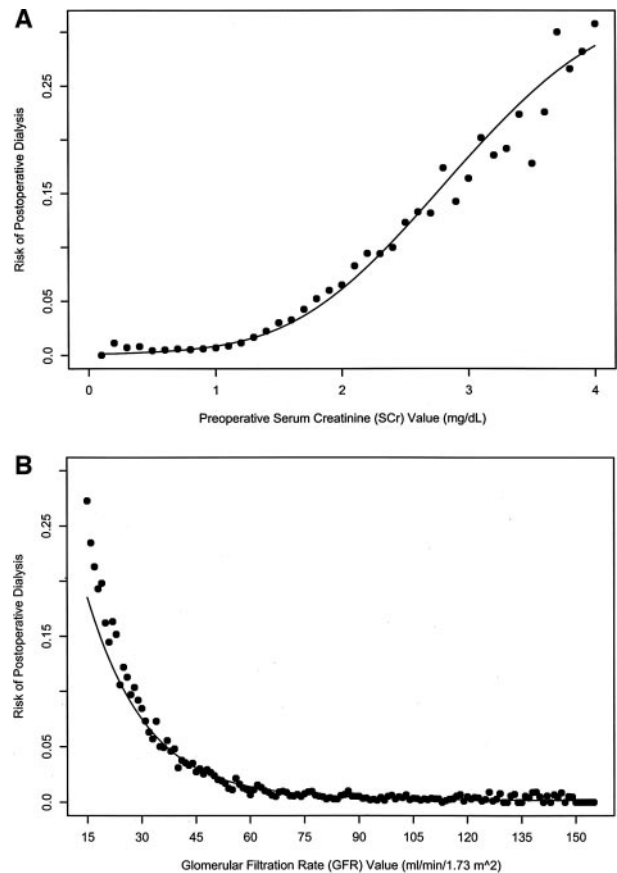 A
Risk of Postoperative Dialysis
0.25
0.15
0.05
0.0
0 1 2 3 4
Preoperative Serum Creatinine (SCr) Value (mg/dL)
B
Risk of Postoperative Dialysis
0.25
0.15
0.05
0.0
15 30 45 60 75 90 105 120 135 150
Glomerular Filtration Rate (GFR) Value (ml/min/1.73 m^2)